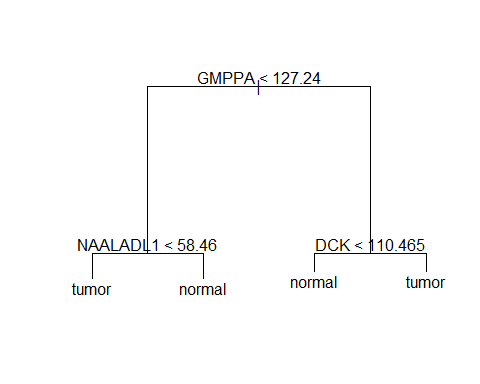 GMPPA < 127.24
NAALADL1 < 58.46
DCK < 110.465
tumor
normal
normal
tumor